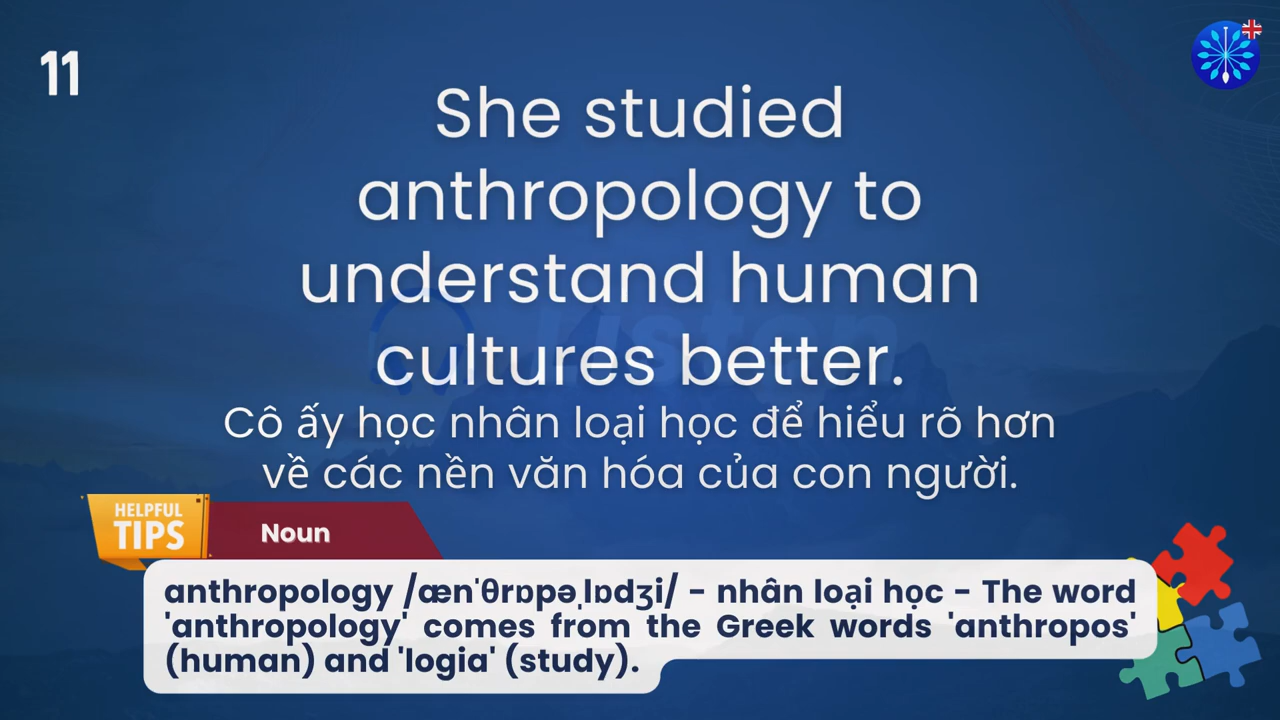 11
She studied
anthropology to
understand human
cultures better.
Cô ấy học nhân loại học để hiểu rõ hơn
về các nền văn hóa của con người.
HELPFUL
TIPS
Noun
anthropology /ænˈθrɒpəˌlɒdʒi/ - nhân loại học - The word
'anthropology' comes from the Greek words 'anthropos'
(human) and 'logia' (study).